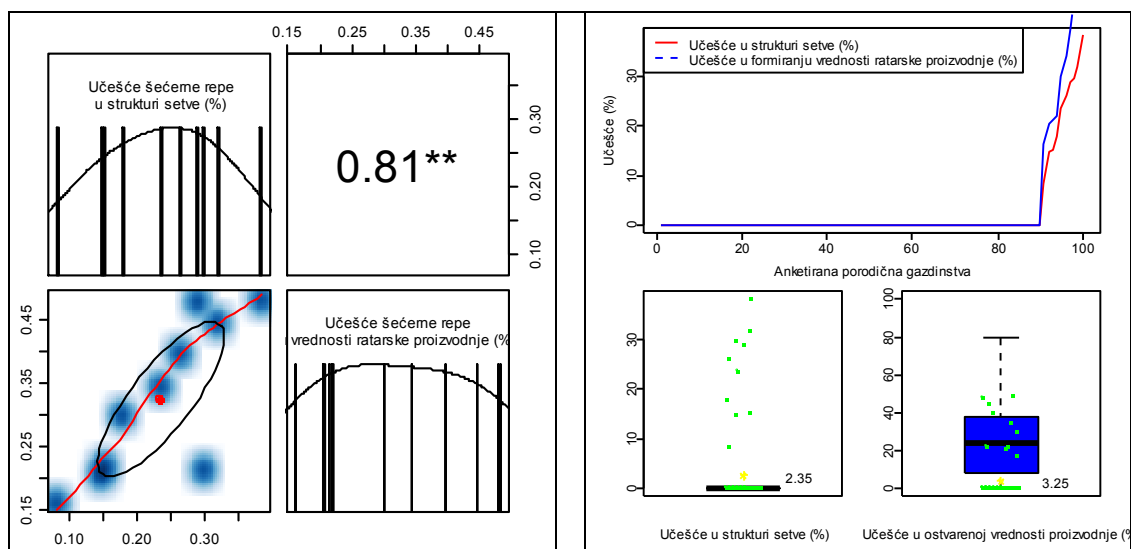 0.15 0.25 0.35 0.45
Učešće šećerne repe
u strukturi setve (%)
0.81**
0.10 0.20 0.30
Učešće šećerne repe
vrednosti ratarske proizvodnje (%
0.15 0.25 0.35 0.45
0.10 0.30
Učešće u strukturi setve (%)
Učešće u formiranju vrednosti ratarske proizvodnje (%)
Učešće (%)
0 10 20 30
0 20 40 60 80 100
Anketirana porodična gazdinstva
0 10 20 30
2.35
Učešće u strukturi setve (%)
0 20 40 60 80 100
3.25
Učešće u ostvarenoj vrednosti proizvodnje (%